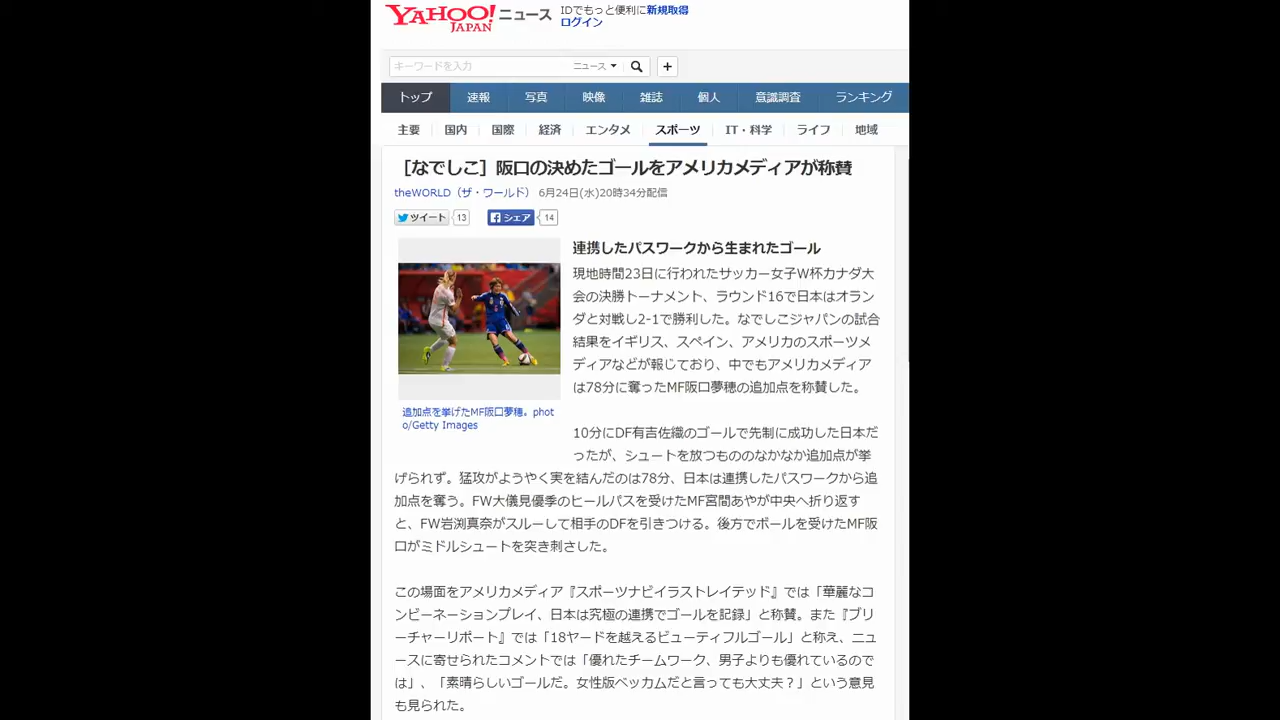 YAHOO! JAPAN ニュース
IDでもっと便利に新規取得
ログイン
キーワードを入力 ニュース ▼ +
トップ 速報 写真 映像 雑誌 個人 意識調査 ランキング
主要 国内 国際 経済 エンタメ スポーツ IT・科学 ライフ 地域
［なでしこ］阪口の決めたゴールをアメリカメディアが称賛
theWORLD（ザ・ワールド） 6月24日(水)20時34分配信
ツイート 13 シェア 14
追加点を挙げたMF阪口夢穂。phot
o/Getty Images
連携したパスワークから生まれたゴール
現地時間23日に行われたサッカー女子W杯カナダ大
会の決勝トーナメント、ラウンド16で日本はオラン
ダと対戦し2-1で勝利した。なでしこジャパンの試合
結果をイギリス、スペイン、アメリカのスポーツメ
ディアなどが報じており、中でもアメリカメディア
は78分に奪ったMF阪口夢穂の追加点を称賛した。
10分にDF有吉佐織のゴールで先制に成功した日本だ
ったが、シュートを放つもののなかなか追加点が挙
げられず。猛攻がようやく実を結んだのは78分、日本は連携したパスワークから追
加点を奪う。FW大儀見優季のヒールパスを受けたMF宮間あやが中央へ折り返す
と、FW岩渕真奈がスルーして相手のDFを引きつける。後方でボールを受けたMF阪
口がミドルシュートを突き刺さした。
この場面をアメリカメディア『スポーツナビイラストレイテッド』では「華麗なコ
ンビーネーションプレイ、日本は究極の連携でゴールを記録」と称賛。また『ブリ
ーチャーリポート』では「18ヤードを越えるビューティフルゴール」と称え、ニュ
ースに寄せられたコメントでは「優れたチームワーク、男子よりも優れているので
は」、「素晴らしいゴールだ。女性版ベッカムだと言っても大丈夫？」という意見
も見られた。